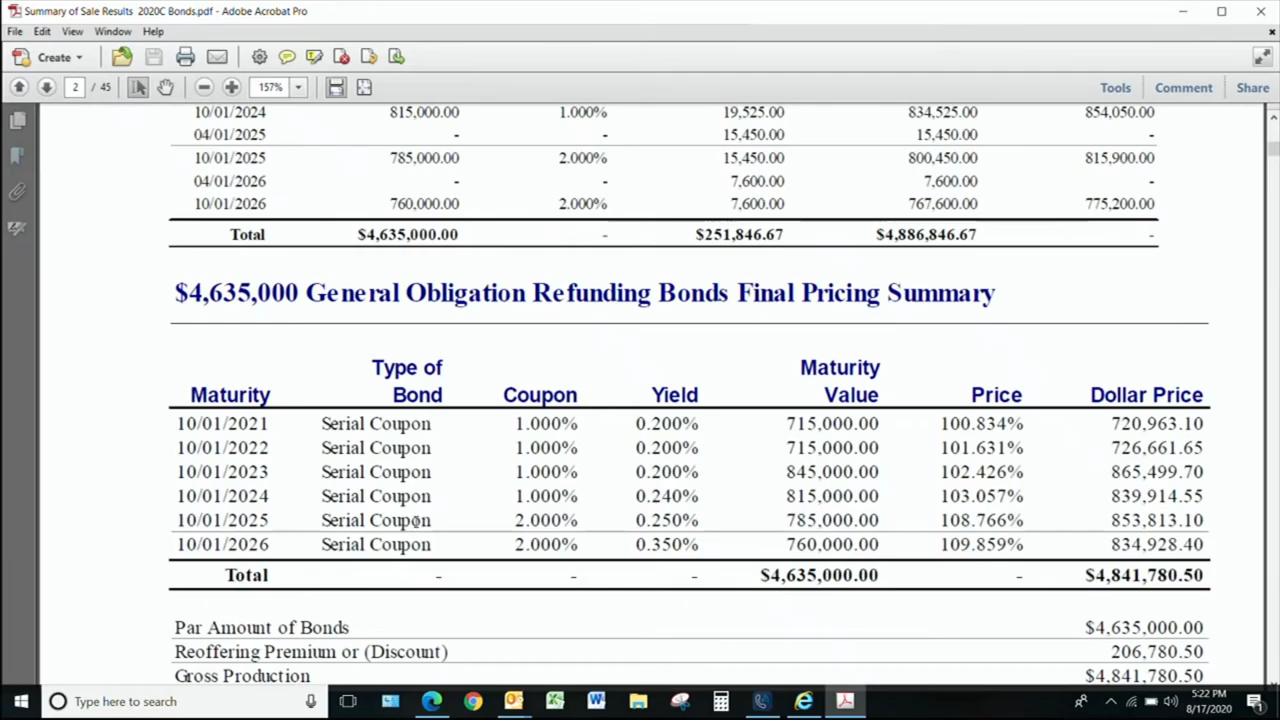 Summary of Sale Results 2020C Bonds.pdf - Adobe Acrobat Pro
File Edit View Window Help
Create
2 / 45 157% Tools Comment Share
10/01/2024 815,000.00 1.000% 19,525.00 834,525.00 854,050.00
04/01/2025 - - 15,450.00 15,450.00 -
10/01/2025 785,000.00 2.000% 15,450.00 800,450.00 815,900.00
04/01/2026 - - 7,600.00 7,600.00 -
10/01/2026 760,000.00 2.000% 7,600.00 767,600.00 775,200.00
Total $4,635,000.00 - $251,846.67 $4,886,846.67 -
$4,635,000 General Obligation Refunding Bonds Final Pricing Summary
Type of Maturity
Maturity Bond Coupon Yield Value Price Dollar Price
10/01/2021 Serial Coupon 1.000% 0.200% 715,000.00 100.834% 720,963.10
10/01/2022 Serial Coupon 1.000% 0.200% 715,000.00 101.631% 726,661.65
10/01/2023 Serial Coupon 1.000% 0.200% 845,000.00 102.426% 865,499.70
10/01/2024 Serial Coupon 1.000% 0.240% 815,000.00 103.057% 839,914.55
10/01/2025 Serial Coupon 2.000% 0.250% 785,000.00 108.766% 853,813.10
10/01/2026 Serial Coupon 2.000% 0.350% 760,000.00 109.859% 834,928.40
Total - - - $4,635,000.00 - $4,841,780.50
Par Amount of Bonds $4,635,000.00
Reoffering Premium or (Discount) 206,780.50
Gross Production $4,841,780.50
Type here to search
5:22 PM
8/17/2020